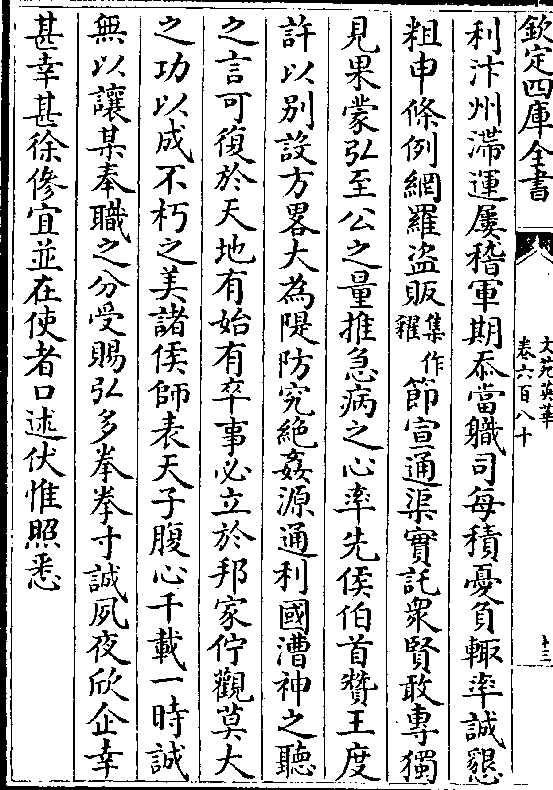 欽定四庫全書
文苑英華
卷六百八十
十三
利汴州滯運屢稽軍期忝當職司每積憂負輙率誠懇
粗申條例網羅盜販集作糴節宣通渠實託衆賢敢專獨
見果蒙弘至公之量推急病之心率先侯伯首贊王度
許以別設方畧大為隄防究絶姦源通利國漕神之聽
之言可復於天地有始有卒事必立於邦家佇觀莫大
之功以成不朽之美諸侯師表天子腹心千載一時誠
無以讓某奉職之分受賜弘多拳拳寸誠夙夜欣企幸
甚幸甚徐修宜並在使者口述伏惟照悉